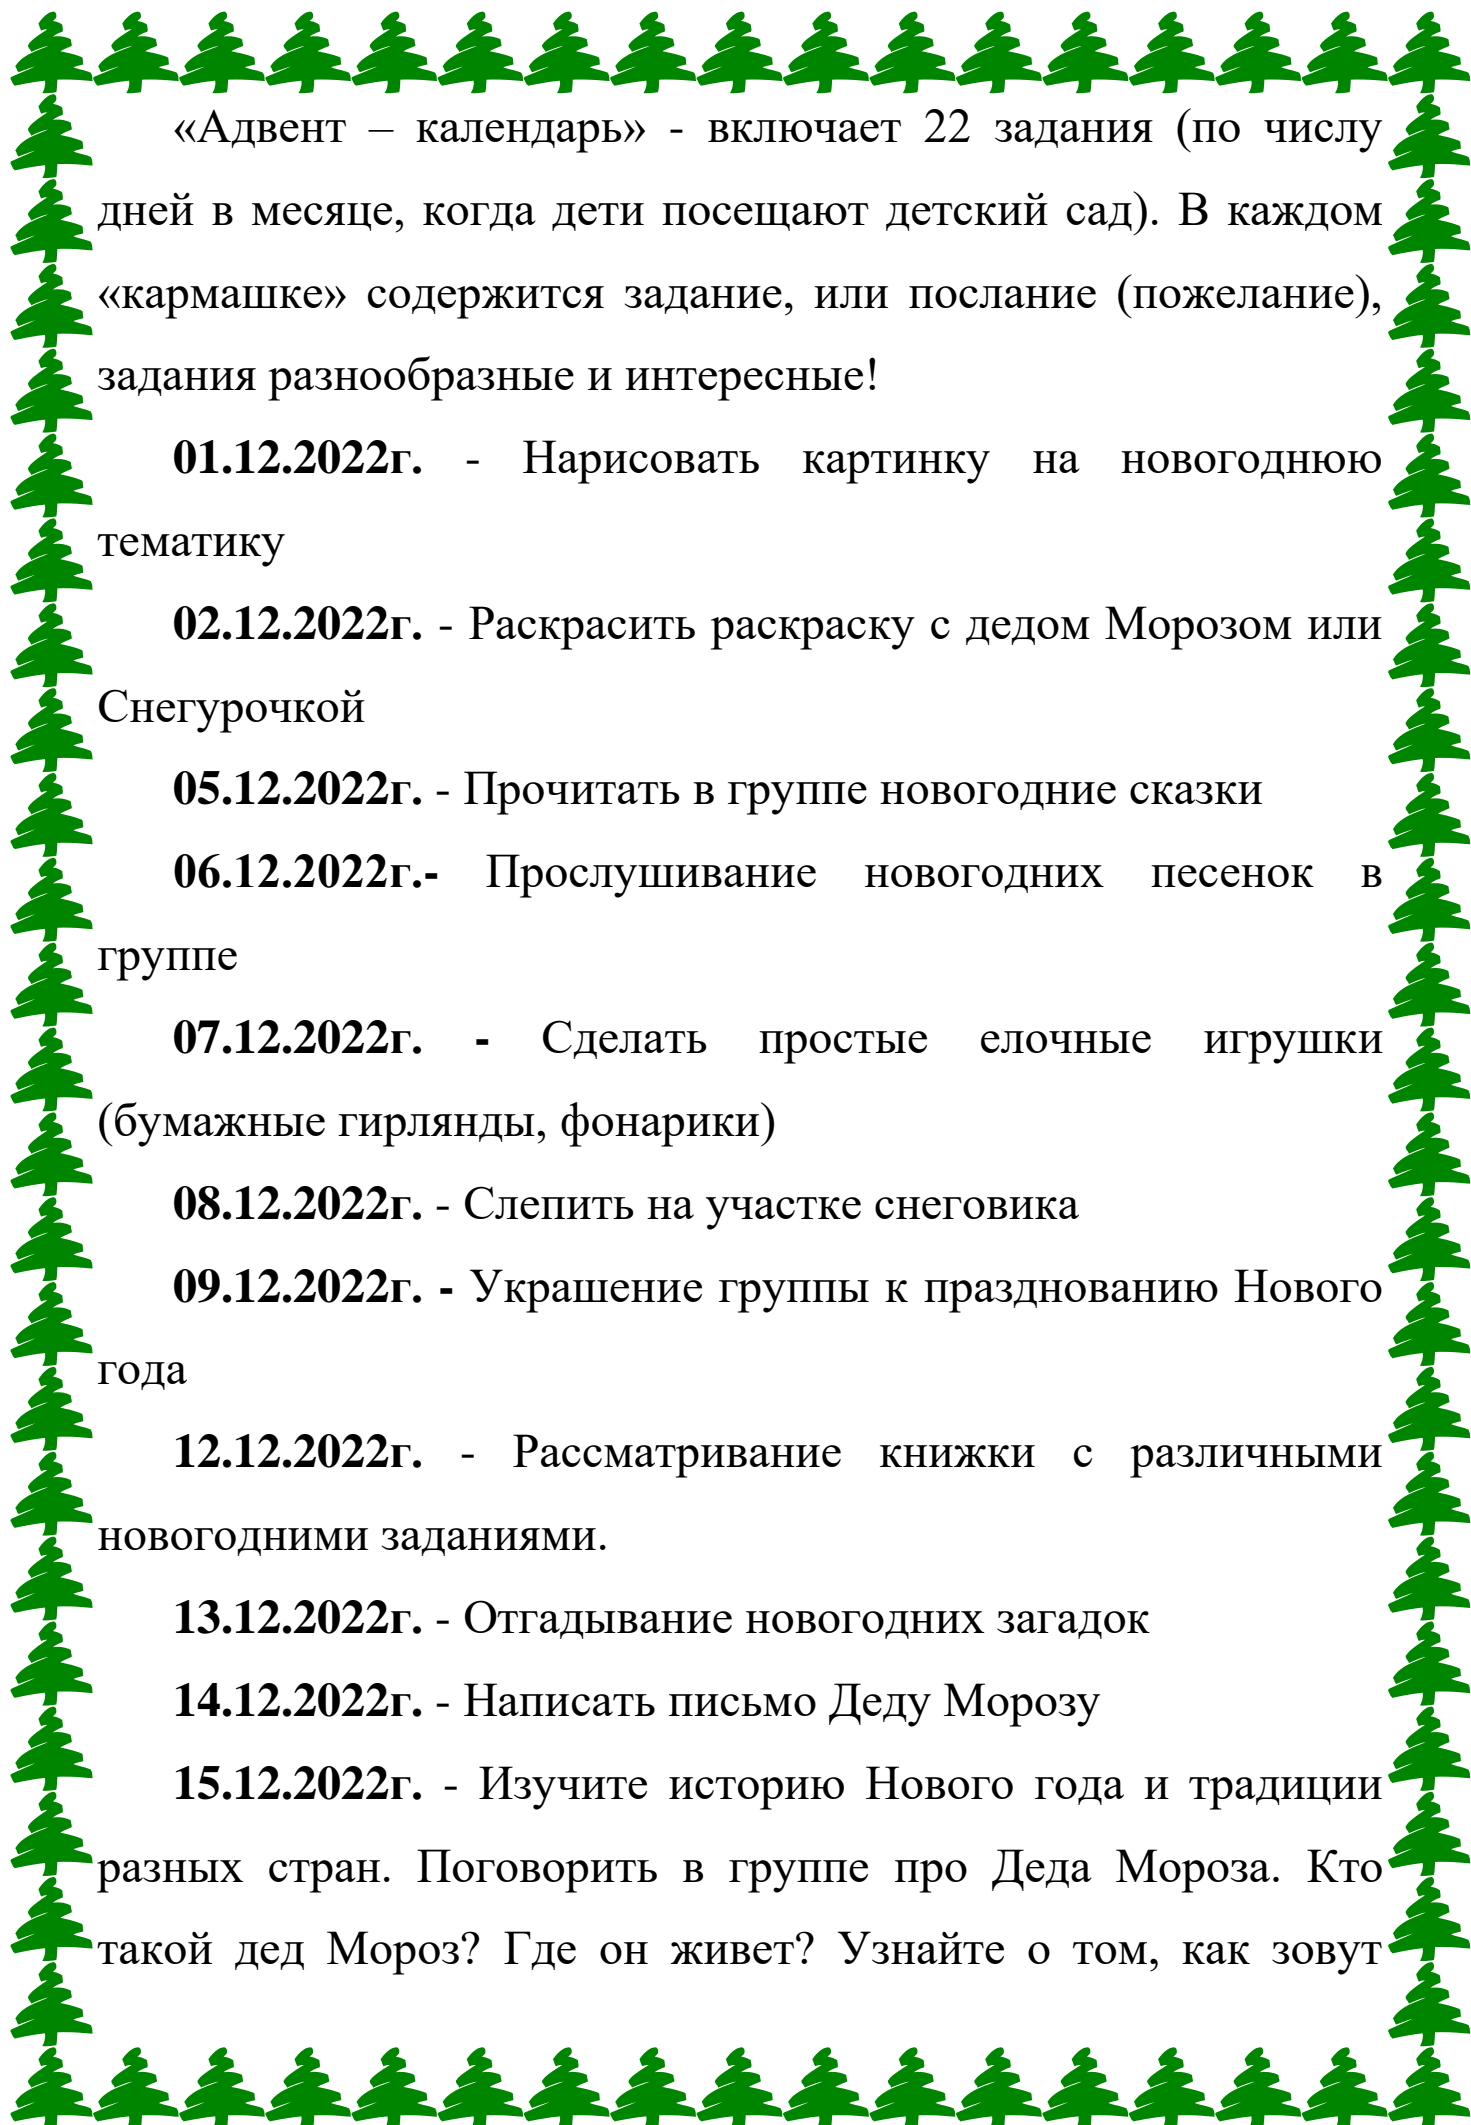 «Адвент – календарь» - включает 22 задания (по числу
дней в месяце, когда дети посещают детский сад). В каждом
«кармашке» содержится задание, или послание (пожелание),
задания разнообразные и интересные!
01.12.2022г. - Нарисовать картинку на новогоднюю
тематику
02.12.2022г. - Раскрасить раскраску с дедом Морозом или
Снегурочкой
05.12.2022г. - Прочитать в группе новогодние сказки
06.12.2022г.- Прослушивание новогодних песенок в
группе
07.12.2022г. - Сделать простые елочные игрушки
(бумажные гирлянды, фонарики)
08.12.2022г. - Слепить на участке снеговика
09.12.2022г. - Украшение группы к празднованию Нового
года
12.12.2022г. - Рассматривание книжки с различными
новогодними заданиями.
13.12.2022г. - Отгадывание новогодних загадок
14.12.2022г. - Написать письмо Деду Морозу
15.12.2022г. - Изучите историю Нового года и традиции
разных стран. Поговорить в группе про Деда Мороза. Кто
такой дед Мороз? Где он живет? Узнайте о том, как зовут